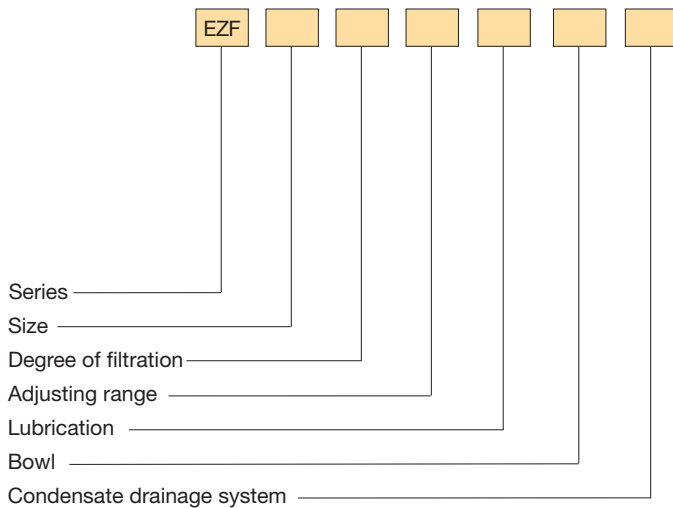 EZF
Series
Size
Degree of filtration
Adjusting range
Lubrication
Bowl
Condensate drainage system